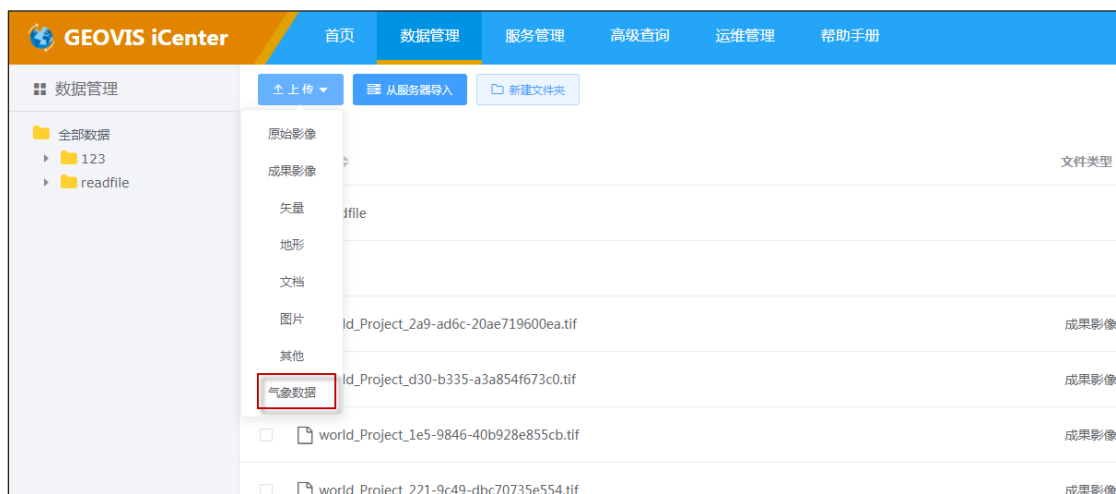 GEOVIS iCenter
首页 数据管理 服务管理 高级查询 运维管理 帮助手册
数据管理
上传 从服务器导入 新建文件夹
全部数据
123
readfile
原始影像
成果影像
矢量
地形
文档
图片
其他
气象数据
文件类型
dfile
ld_Project_2a9-ad6c-20ae719600ea.tif 成果影像
ld_Project_d30-b335-a3a854f673c0.tif 成果影像
world_Project_1e5-9846-40b928e855cb.tif 成果影像
world_Project_221-9c49-dbc70735e554.tif 成果影像